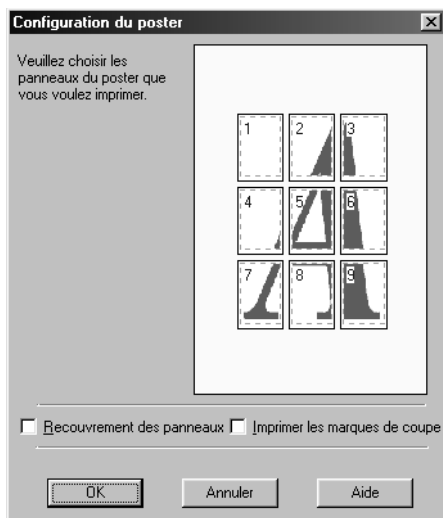 Configuration du poster
Veuillez choisir les
panneaux du poster que
vous voulez imprimer.
1 2 3
4 5 6
7 8 9
Recouvrement des panneaux Imprimer les marques de coupe
OK Annuler Aide